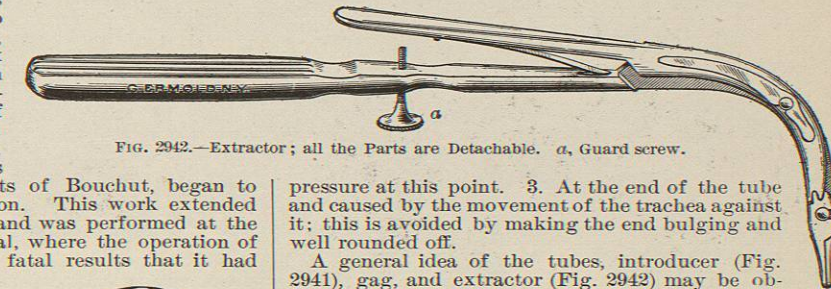 G. ERMOLD N.Y.
a
FIG. 2942.—Extractor; all the Parts are Detachable. a, Guard screw.
ts of Bouchut, began to
on. This work extended
and was performed at the
al, where the operation of
fatal results that it had
pressure at this point. 3. At the end of the tube
and caused by the movement of the trachea against
it; this is avoided by making the end bulging and
well rounded off.
A general idea of the tubes, introducer (Fig.
2941), gag, and extractor (Fig. 2942) may be ob-